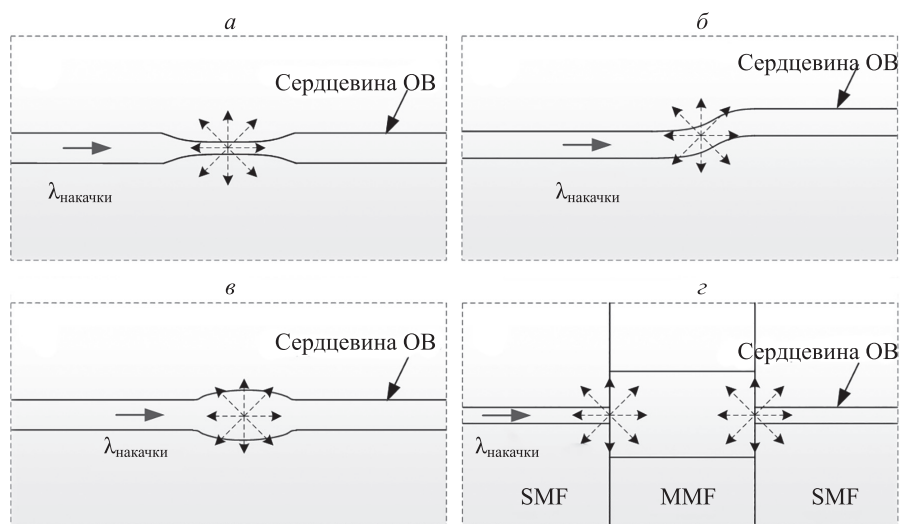 а
б
Сердцевина ОВ
Сердцевина ОВ
λнакачки
λнакачки
в
г
Сердцевина ОВ
Сердцевина ОВ
λнакачки
λнакачки
SMF
MMF
SMF